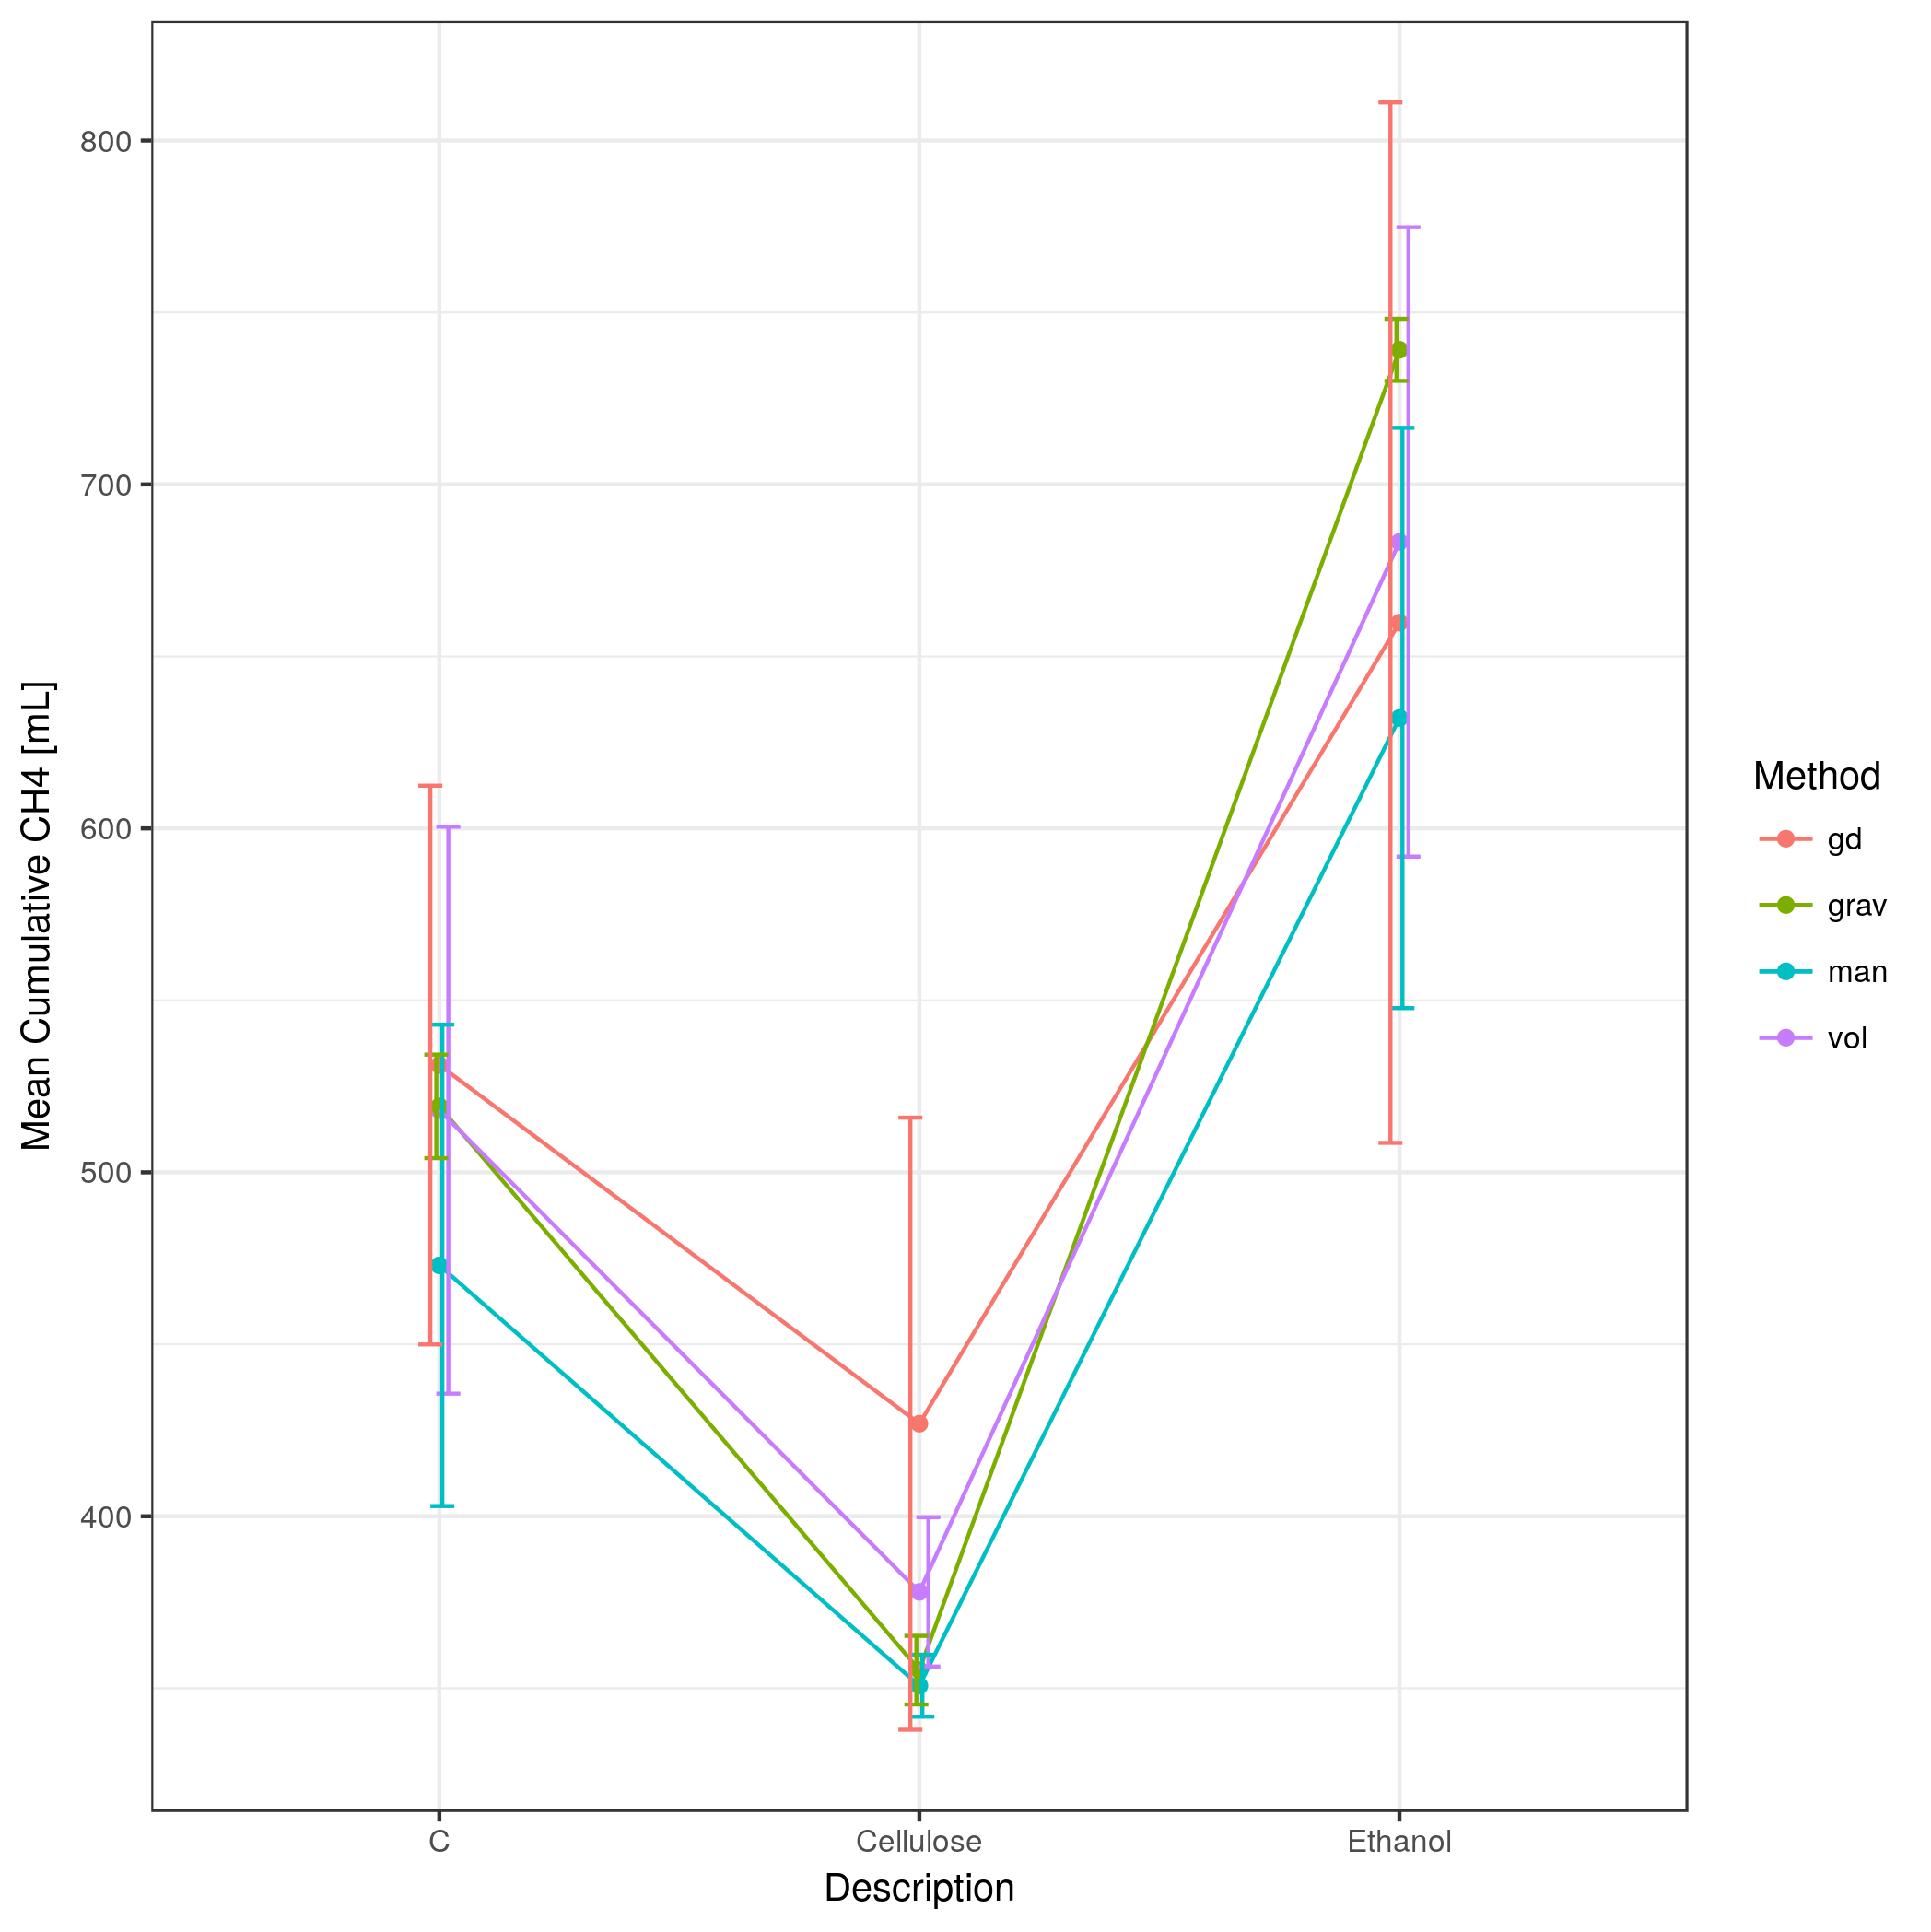 Mean Cumulative CH4 [mL]
800
700
600
500
400
C
Cellulose
Ethanol
Description
Method
gd
grav
man
vol